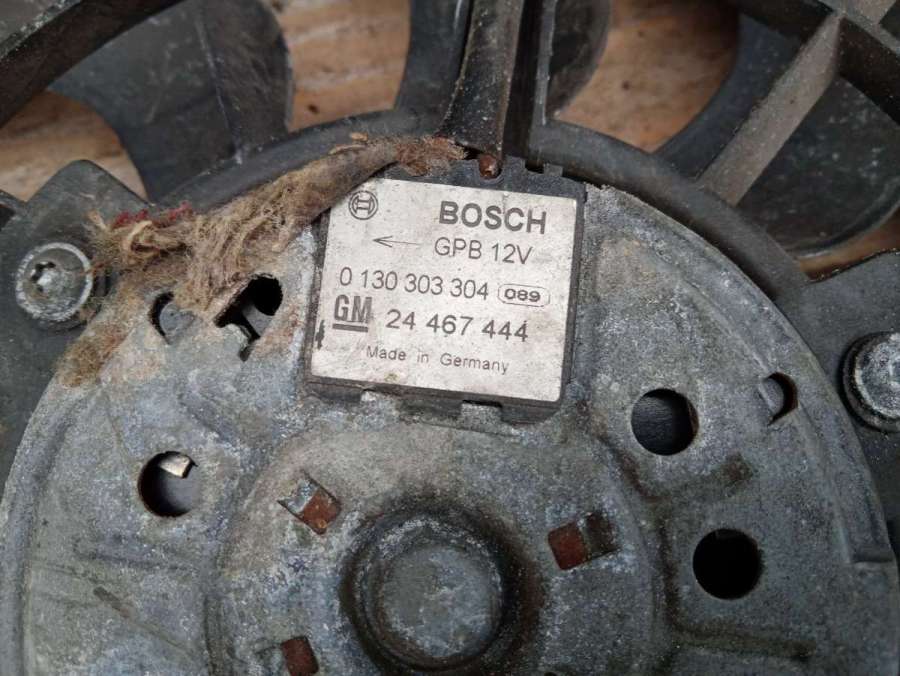 BOSCH
GPB 12V
0 130 303 304 089
GM 24 467 444
Made in Germany